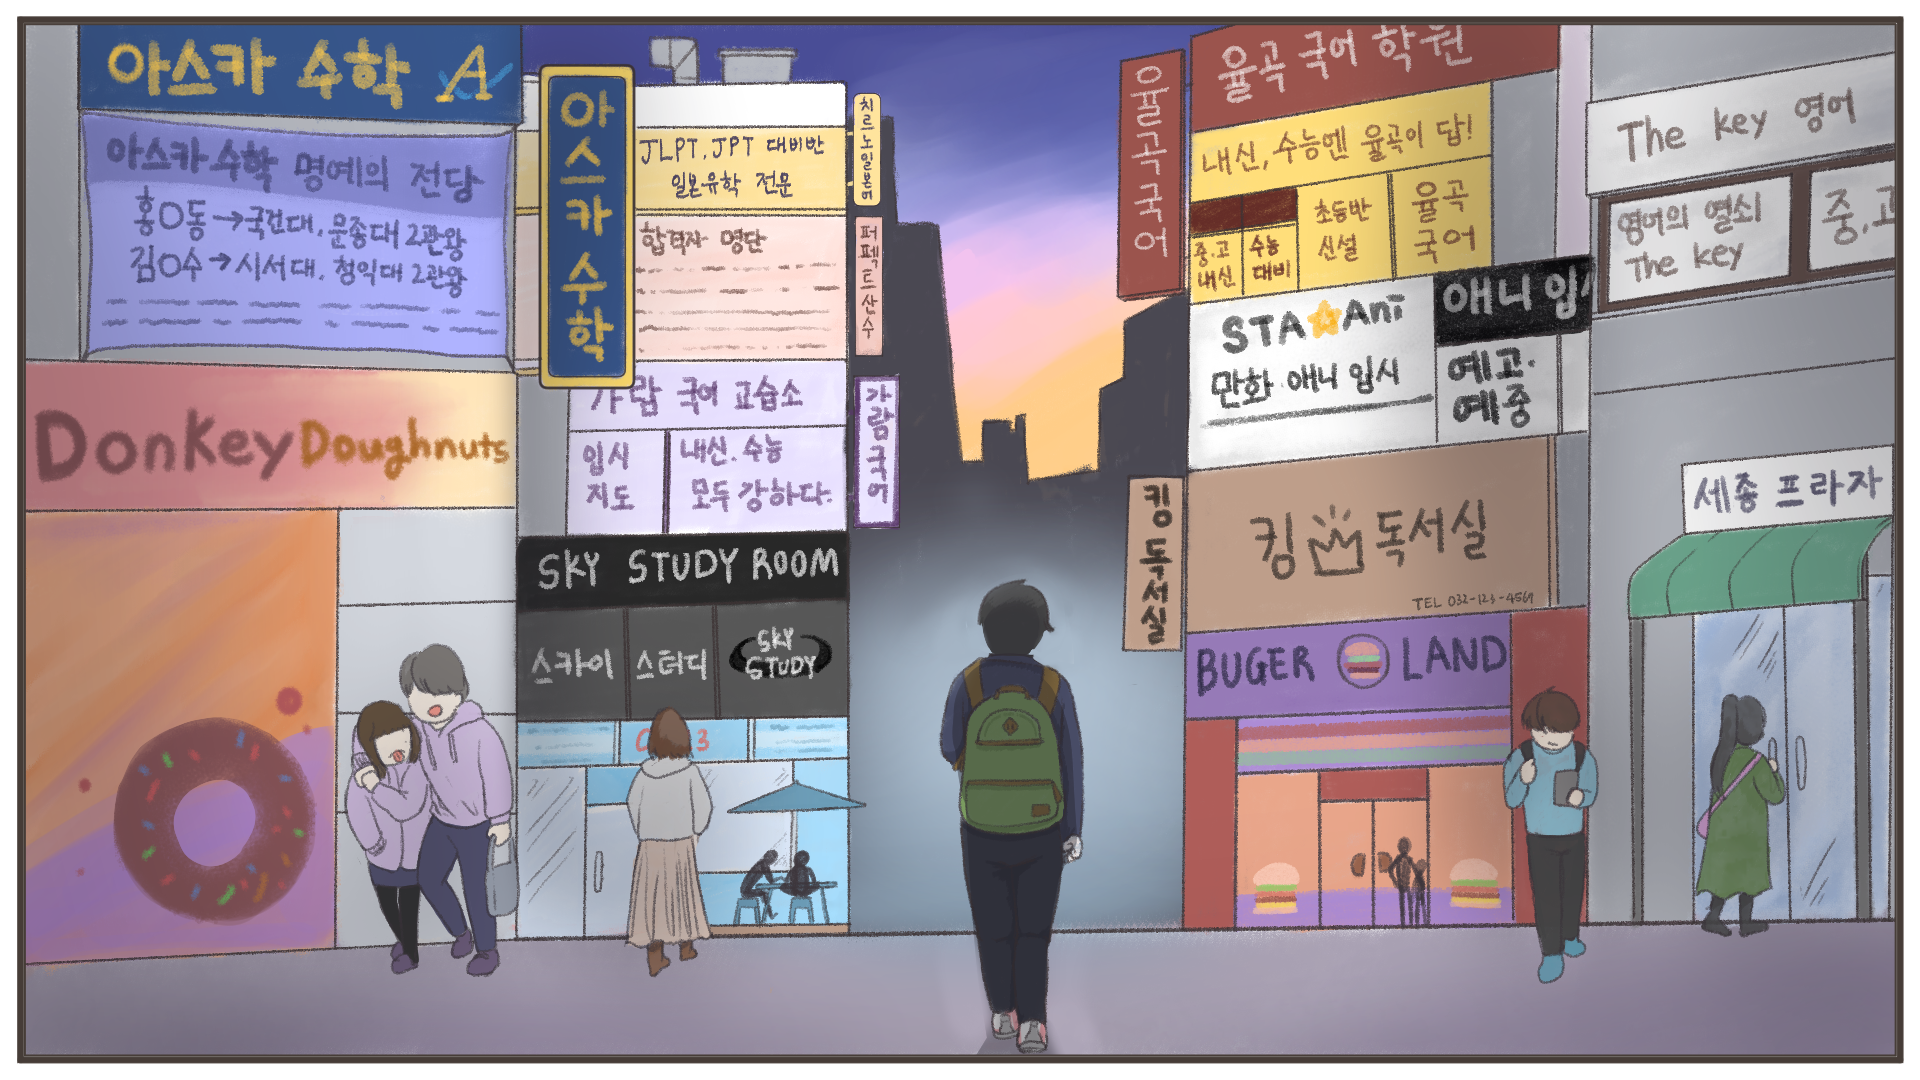 아스카 수학 A
아스카 수학 명예의 전당
홍O동→국건대, 문종대 2관왕
김O수→시서대, 청익대 2관왕
Donkey Doughnuts
아스카 수학
JLPT, JPT 대비반
일본유학 전문
합격자 명단
가람 국어 교습소
입시
지도
내신.수능
모두 강하다.
SKY STUDY ROOM
스카이 스터디
SKY
STUDY
3
치르노일본어
퍼펙트산수
가람국어
율곡국어
킹독서실
율곡 국어 학원
내신, 수능엔 율곡이 답!
중.고
내신
수능
대비
초등반
신설
율곡
국어
STA Ani
만화 애니 입시
애니 입
예고.
예중
킹 독서실
TEL 032-123-4569
BUGER LAND
The key 영어
영어의 열쇠
The key
중.고
세종 프라자